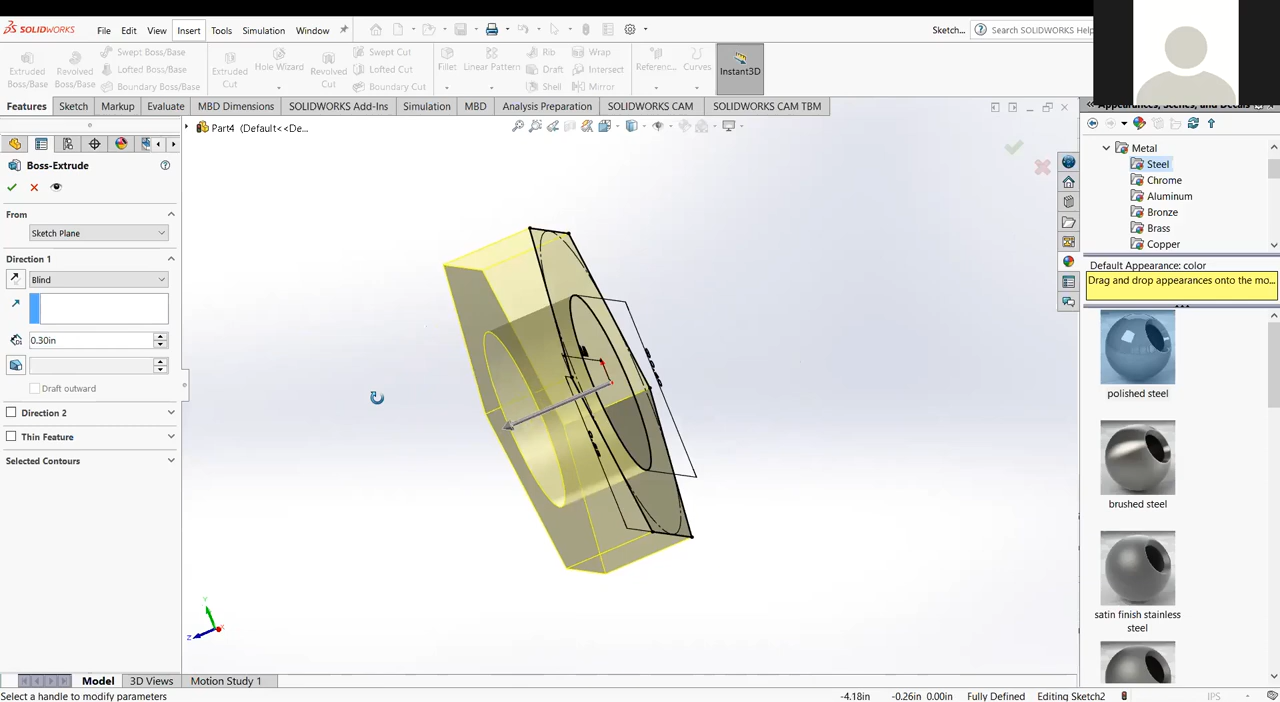 SOLIDWORKS File Edit View Insert Tools Simulation Window Sketch... Search SOLIDWORKS Help
Extruded Boss/Base Revolved Boss/Base Swept Boss/Base Lofted Boss/Base Boundary Boss/Base Extruded Cut Hole Wizard Revolved Cut Swept Cut Lofted Cut Boundary Cut Fillet Linear Pattern Rib Draft Shell Wrap Intersect Mirror Referenc... Curves Instant3D
Features Sketch Markup Evaluate MBD Dimensions SOLIDWORKS Add-Ins Simulation MBD Analysis Preparation SOLIDWORKS CAM SOLIDWORKS CAM TBM
Appearances, Scenes, and Decals
Part4 (Default<<De...
Boss-Extrude
From
Sketch Plane
Direction 1
Blind
0.30in
Draft outward
Direction 2
Thin Feature
Selected Contours
Metal
Steel
Chrome
Aluminum
Bronze
Brass
Copper
Default Appearance: color
Drag and drop appearances onto the mo...
polished steel
brushed steel
satin finish stainless
steel
Y
Z
X
Model 3D Views Motion Study 1
Select a handle to modify parameters -4.18in -0.26in 0.00in Fully Defined Editing Sketch2 IPS